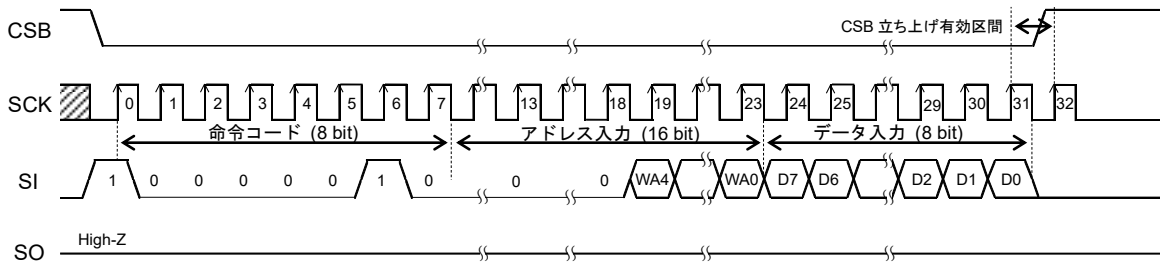 CSB
CSB 立ち上げ有効区間
SCK
0 1 2 3 4 5 6 7 13 18 19 23 24 25 29 30 31 32
命令コード (8 bit) アドレス入力 (16 bit) データ入力 (8 bit)
SI
1 0 0 0 0 0 1 0 0 0 WA4 WA0 D7 D6 D2 D1 D0
High-Z
SO